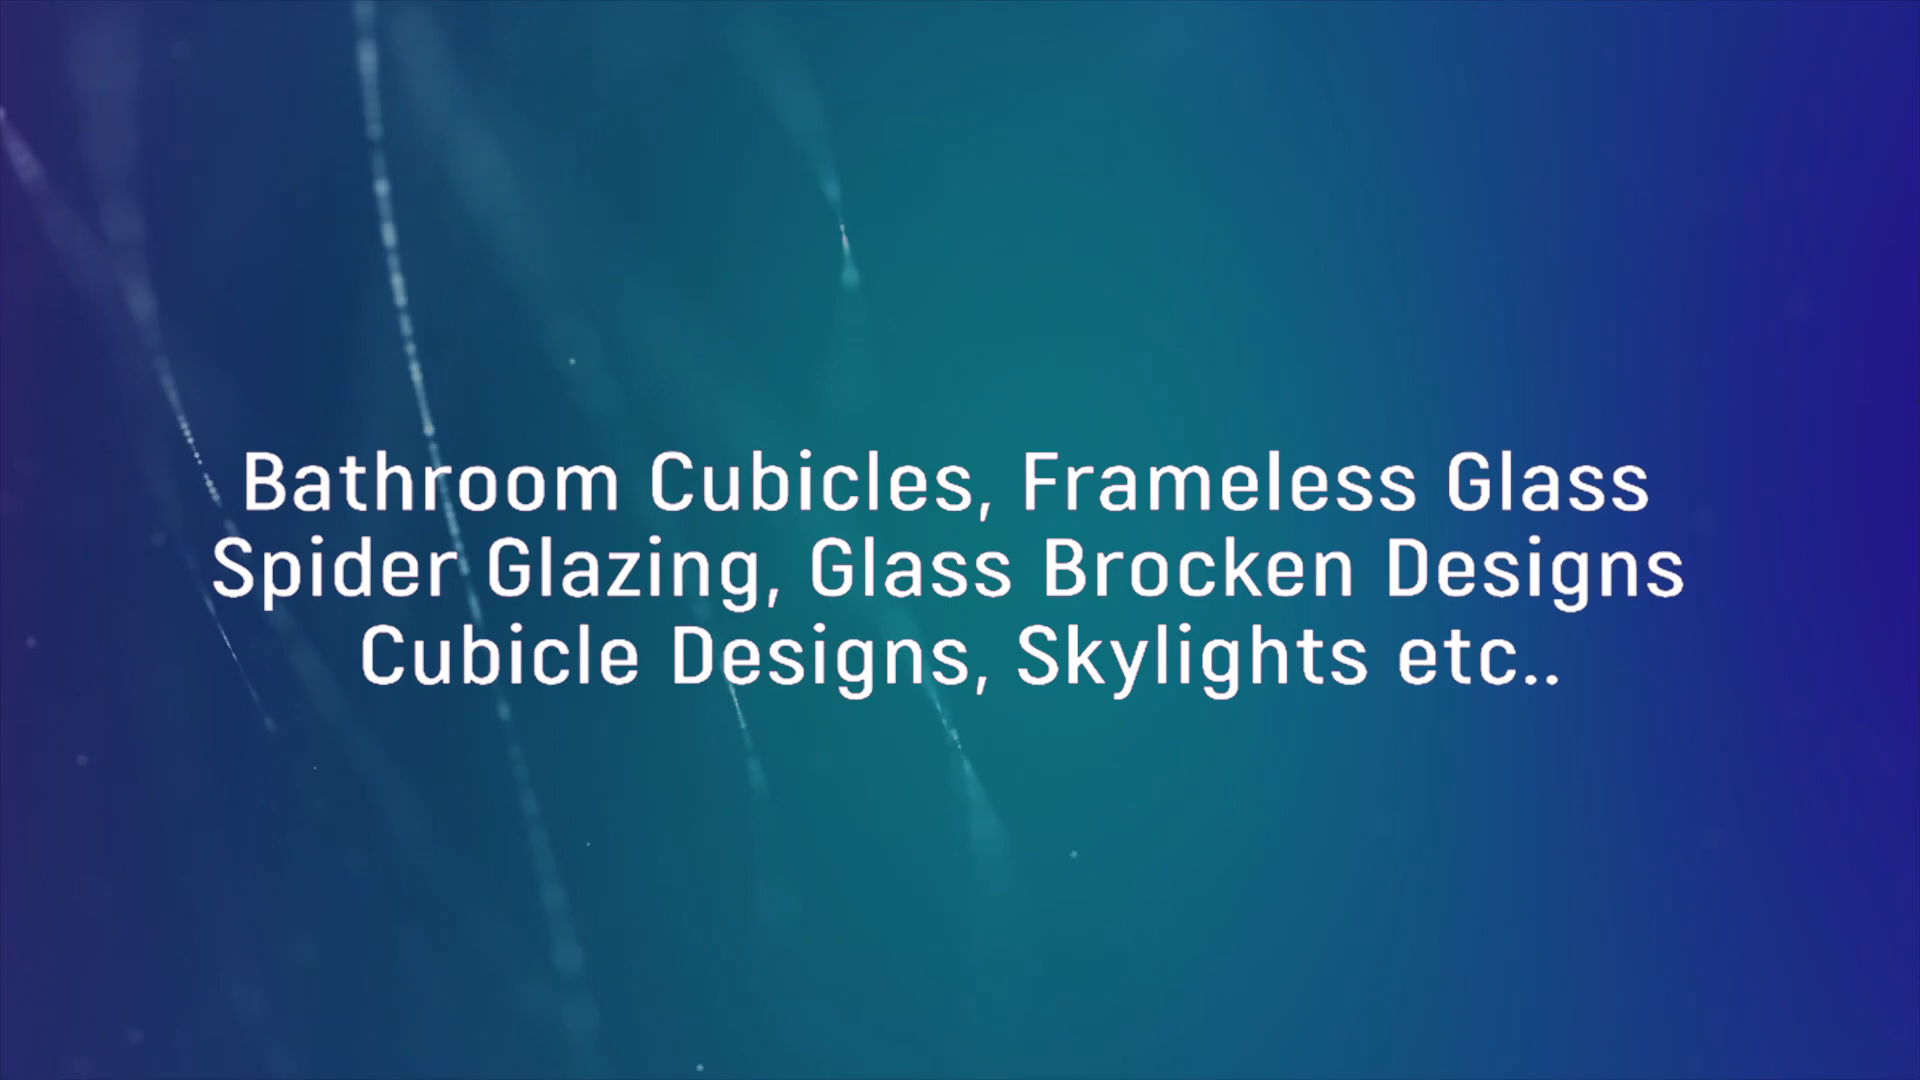 Bathroom Cubicles, Frameless Glass
Spider Glazing, Glass Brocken Designs
Cubicle Designs, Skylights etc..